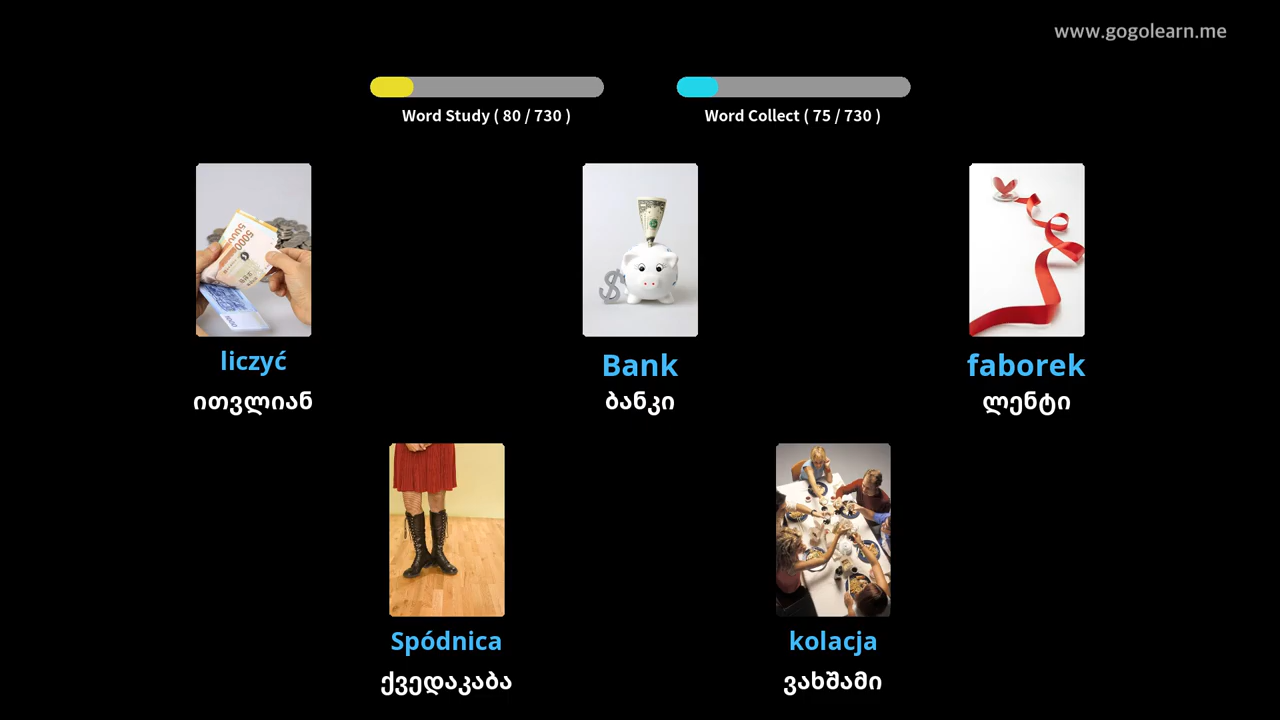 www.gogolearn.me
Word Study ( 80 / 730 )
Word Collect ( 75 / 730 )
liczyć
ითვლიან
Bank
ბანკი
faborek
ლენტი
Spódnica
ქვედაკაბა
kolacja
ვახშამი